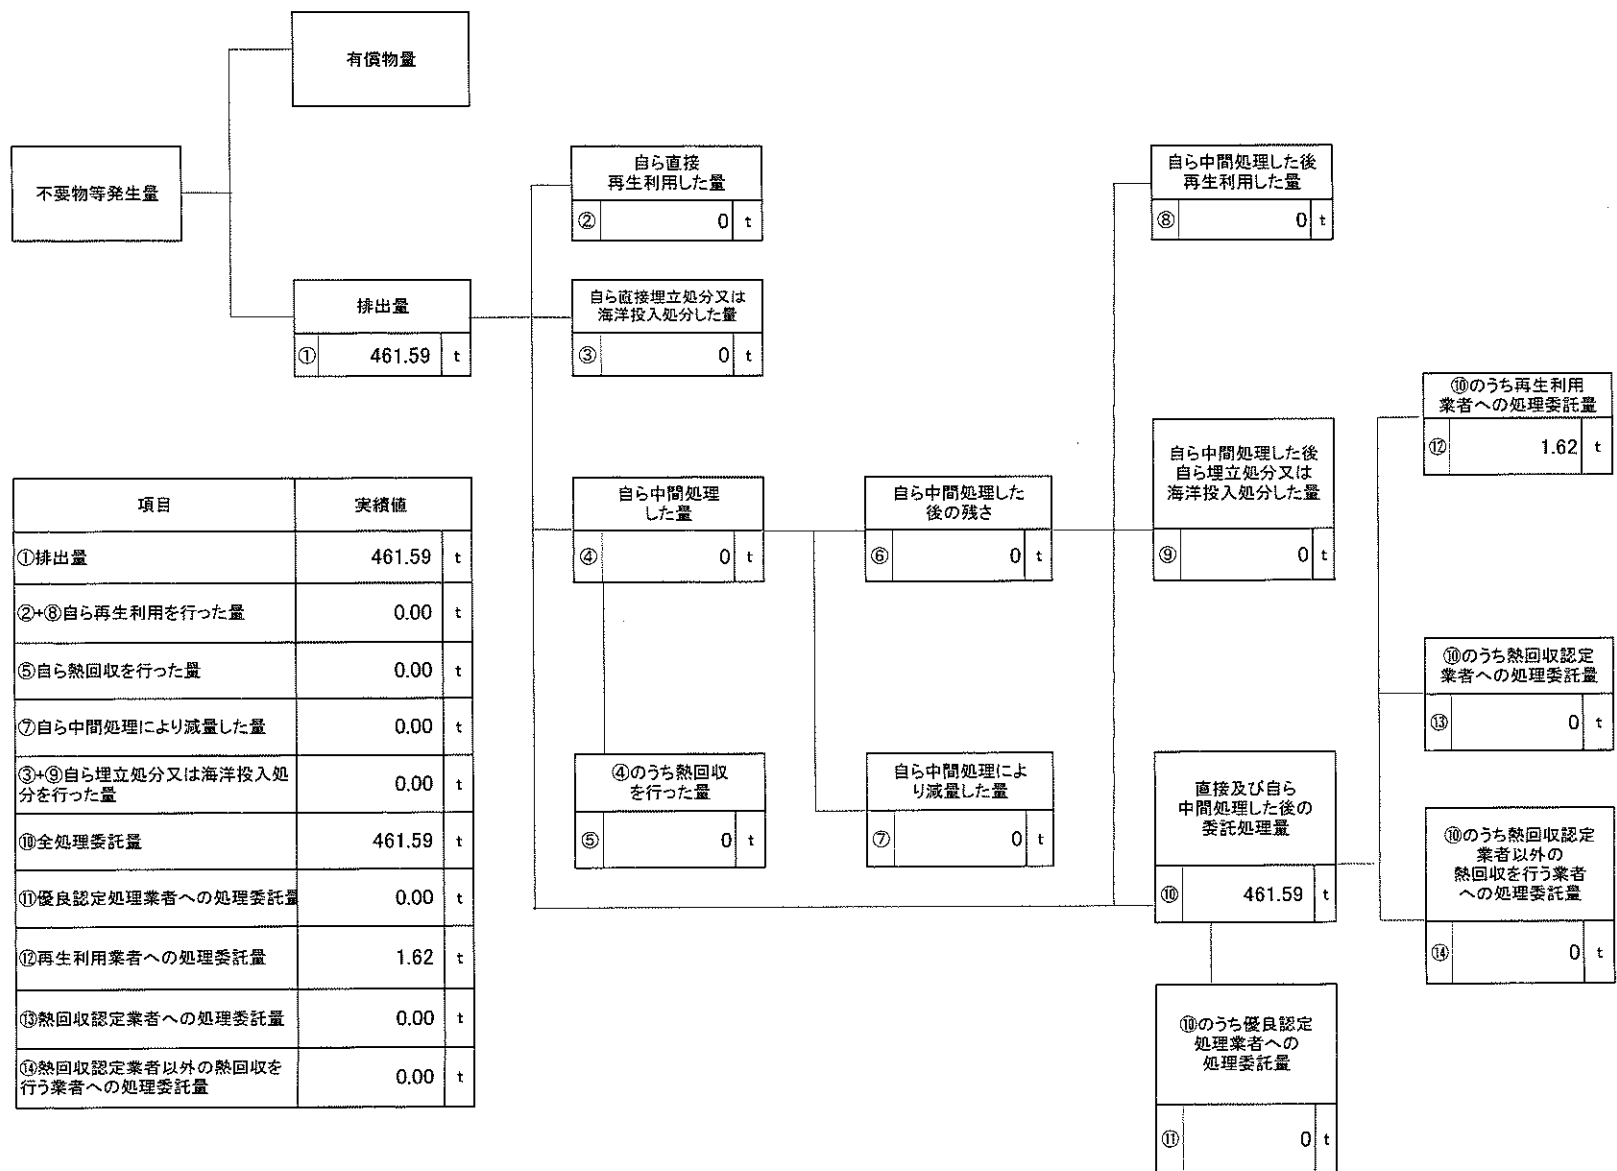 有償物量
不要物等発生量
排出量
① 461.59 t
自ら直接
再生利用した量
② 0 t
自ら直接埋立処分又は
海洋投入処分した量
③ 0 t
自ら中間処理
した量
④ 0 t
④のうち熱回収
を行った量
⑤ 0 t
自ら中間処理した
後の残さ
⑥ 0 t
自ら中間処理によ
り減量した量
⑦ 0 t
自ら中間処理した後
再生利用した量
⑧ 0 t
自ら中間処理した後
自ら埋立処分又は
海洋投入処分した量
⑨ 0 t
直接及び自ら
中間処理した後の
委託処理量
⑩ 461.59 t
⑩のうち優良認定
処理業者への
処理委託量
⑪ 0 t
⑩のうち再生利用
業者への処理委託量
⑫ 1.62 t
⑩のうち熱回収認定
業者への処理委託量
⑬ 0 t
⑩のうち熱回収認定
業者以外の
熱回収を行う業者
への処理委託量
⑭ 0 t
項目 実績値
①排出量 461.59 t
②+⑧自ら再生利用を行った量 0.00 t
⑤自ら熱回収を行った量 0.00 t
⑦自ら中間処理により減量した量 0.00 t
③+⑨自ら埋立処分又は海洋投入処
分を行った量 0.00 t
⑩全処理委託量 461.59 t
⑪優良認定処理業者への処理委託量 0.00 t
⑫再生利用業者への処理委託量 1.62 t
⑬熱回収認定業者への処理委託量 0.00 t
⑭熱回収認定業者以外の熱回収を
行う業者への処理委託量 0.00 t